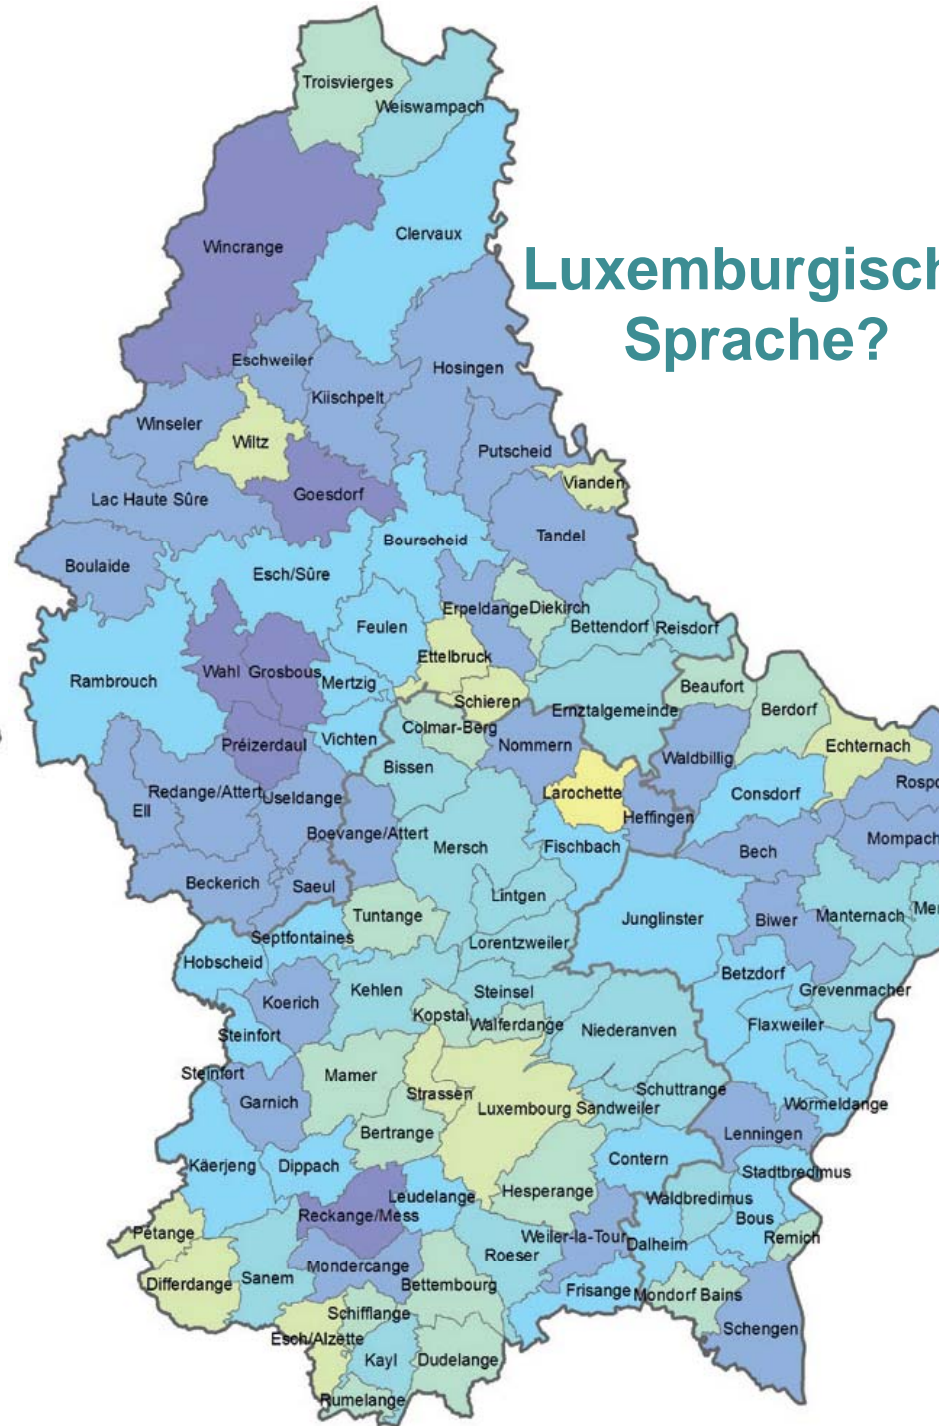 Troisvierges
Weiswampach
Clervaux
Wincrange
Luxemburgisch
Sprache?
Eschweiler
Hosingen
Kiischpelt
Winseler
Wiltz
Putscheid
Vianden
Goesdorf
Lac Haute Sûre
Tandel
Bourscheid
Boulaide
Esch/Sûre
Erpeldange
Diekirch
Feulen
Bettendorf
Reisdorf
Ettelbruck
Wahl
Grosbous
Rambrouch
Mertzig
Beaufort
Schieren
Berdorf
Ernztalgemeinde
Colmar-Berg
Préizerdaul
Vichten
Nommern
Echternach
Waldbillig
Bissen
Rospo
Redange/Attert
Useldange
Larochette
Consdorf
Ell
Heffingen
Boevange/Attert
Mompach
Mersch
Fischbach
Bech
Beckerich
Saeul
Lintgen
Tuntange
Junglinster
Biwer
Manternach
Mer
Septfontaines
Lorentzweiler
Hobscheid
Betzdorf
Kehlen
Steinsel
Grevenmacher
Koerich
Kopstal
Walferdange
Niederanven
Flaxweiler
Steinfort
Steinfort
Mamer
Strassen
Schuttrange
Garnich
Luxembourg
Sandweiler
Wormeldange
Bertrange
Lenningen
Käerjeng
Dippach
Contern
Stadtbredimus
Leudelange
Hesperange
Waldbredimus
Reckange/Mess
Bous
Pétange
Weiler-la-Tour
Dalheim
Remich
Roeser
Mondercange
Sanem
Differdange
Bettembourg
Frisange
Mondorf Bains
Schifflange
Schengen
Esch/Alzette
Kayl
Dudelange
Rumelange